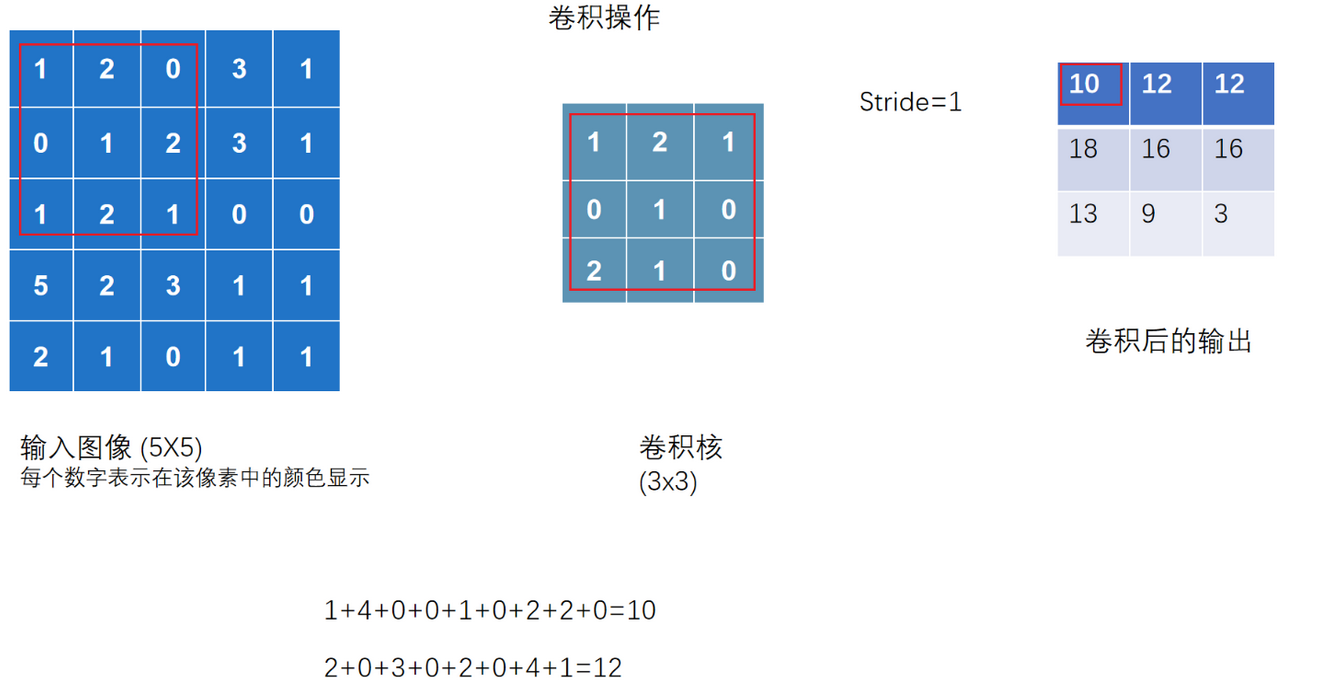 卷积操作
1 2 0 3 1
0 1 2 3 1
1 2 1 0 0
5 2 3 1 1
2 1 0 1 1
输入图像 (5X5)
每个数字表示在该像素中的颜色显示
1 2 1
0 1 0
2 1 0
卷积核
(3x3)
Stride=1
10 12 12
18 16 16
13 9 3
卷积后的输出
1+4+0+0+1+0+2+2+0=10
2+0+3+0+2+0+4+1=12